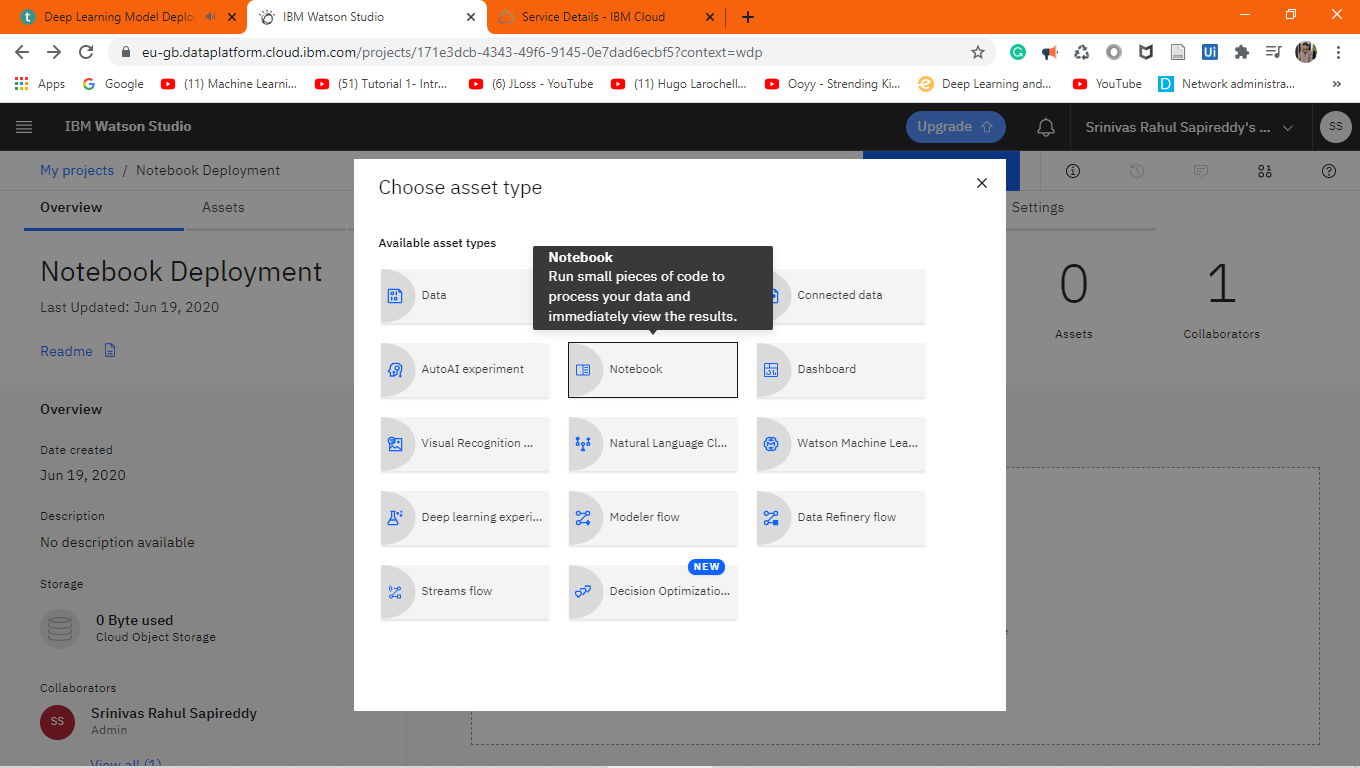 Deep Learning Model Deplo
IBM Watson Studio
Service Details - IBM Cloud
eu-gb.dataplatform.cloud.ibm.com/projects/171e3dcb-4343-49f6-9145-0e7dad6ecbf5?context=wdp
Apps
Google
(11) Machine Learni...
(51) Tutorial 1- Intr...
(6) JLoss - YouTube
(11) Hugo Larochell...
Ooyy - Strending Ki...
Deep Learning and...
YouTube
Network administra...
»
IBM Watson Studio
Upgrade
Srinivas Rahul Sapireddy's ...
SS
My projects / Notebook Deployment
Overview
Assets
Settings
Notebook Deployment
Last Updated: Jun 19, 2020
Readme
0
Assets
1
Collaborators
Overview
Date created
Jun 19, 2020
Description
No description available
Storage
0 Byte used
Cloud Object Storage
Collaborators
SS
Srinivas Rahul Sapireddy
Admin
View all (1)
Choose asset type
Available asset types
Notebook
Run small pieces of code to
process your data and
immediately view the results.
Data
Connected data
AutoAI experiment
Notebook
Dashboard
Visual Recognition ...
Natural Language Cl...
Watson Machine Lea...
Deep learning experi...
Modeler flow
Data Refinery flow
Streams flow
NEW
Decision Optimizatio...